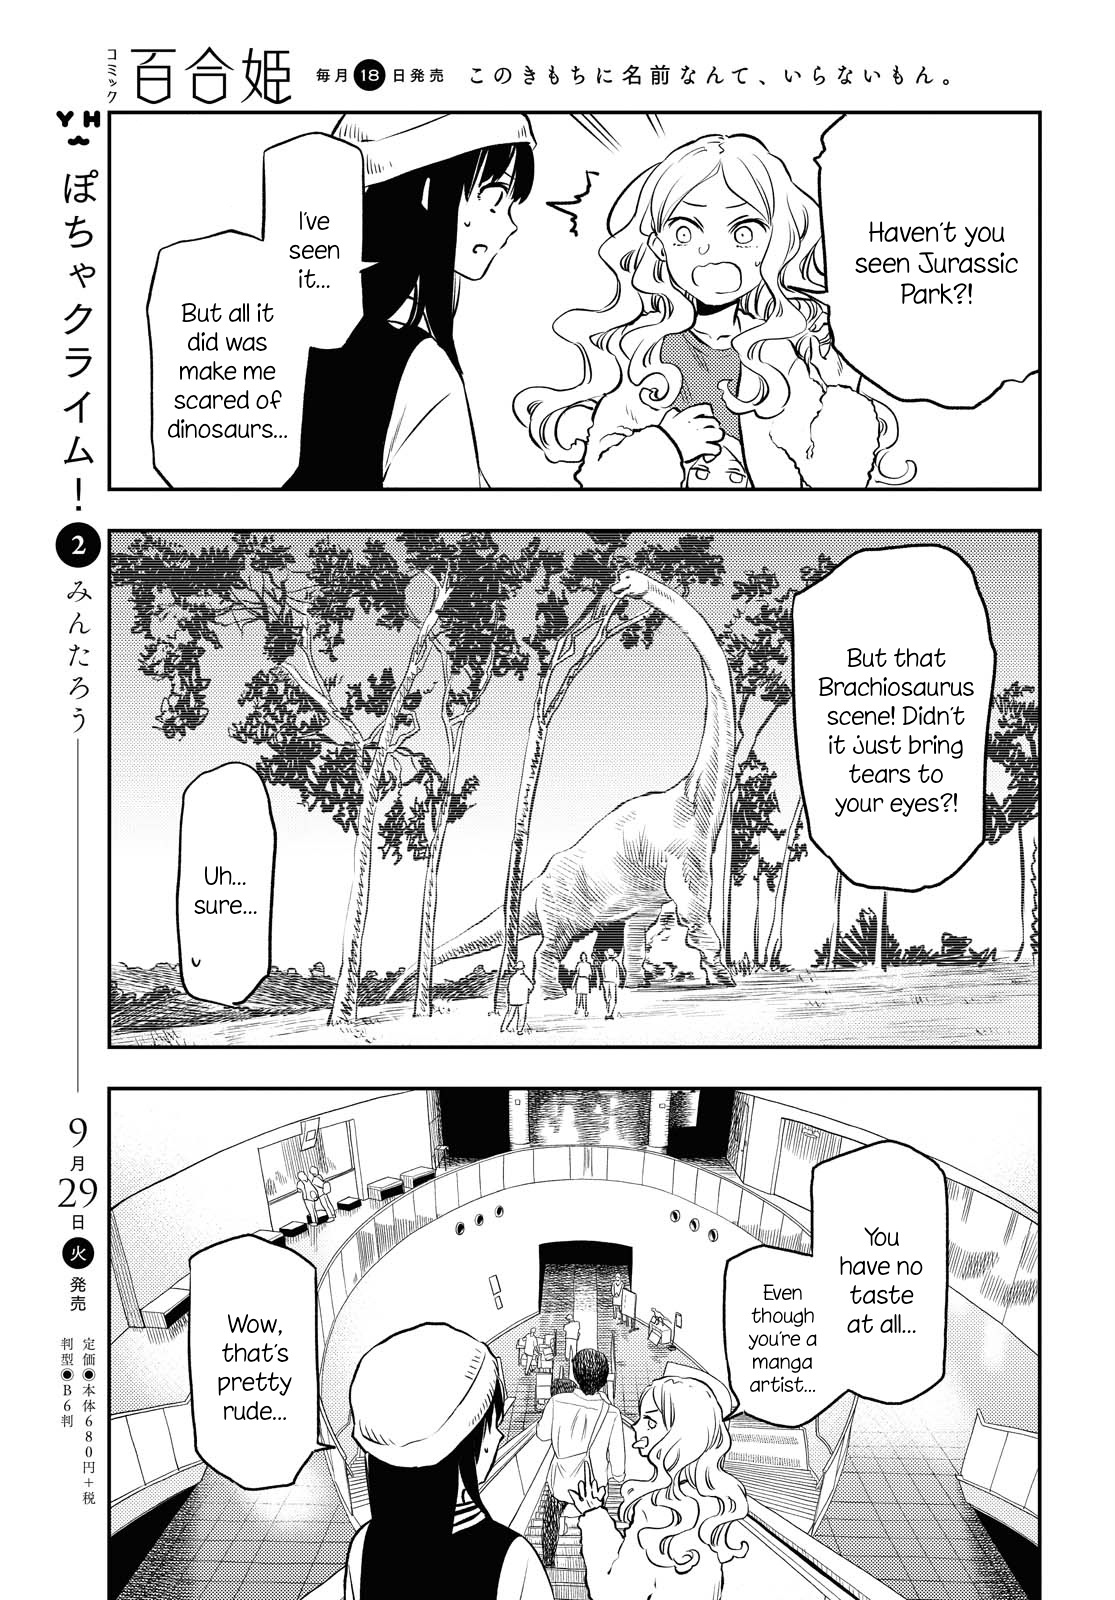 コミック
百合姫
毎月18日発売
このきもちに名前なんて、いらないもん。
YH
ぽちゃクライム!
2
みんたろう
9月29日火発売
定価◉本体680円+税
判型◉B6判
Haven't you
seen Jurassic
Park?!
I've
seen
it...
But all it
did was
make me
scared of
dinosaurs...
But that
Brachiosaurus
scene! Didn't
it just bring
tears to
your eyes?!
Uh...
sure...
You
have no
taste
at all...
Even
though
you're a
manga
artist...
Wow,
that's
pretty
rude...